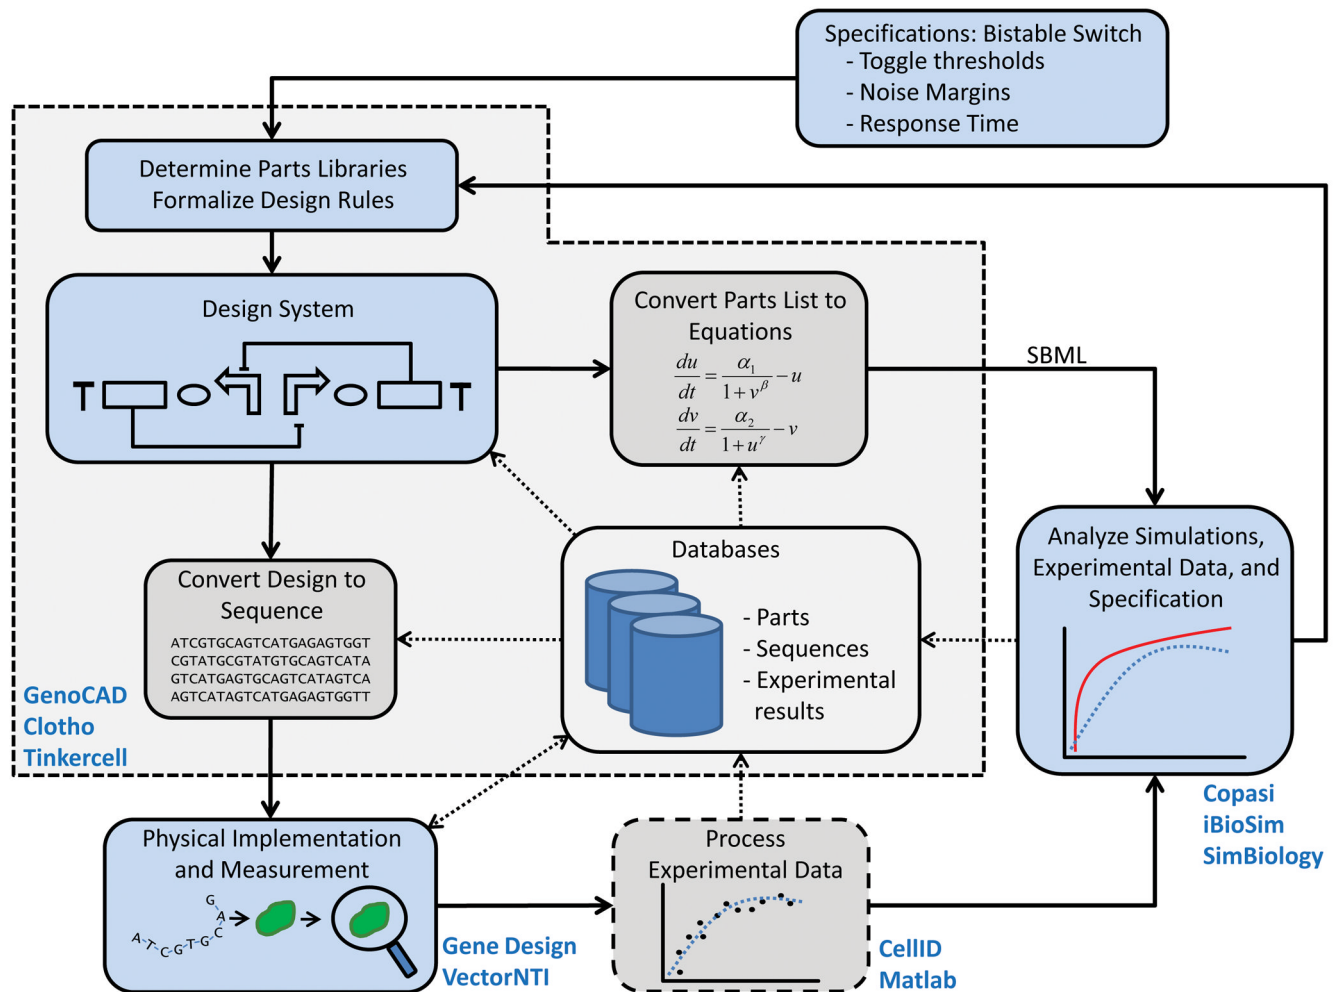 Specifications: Bistable Switch
- Toggle thresholds
- Noise Margins
- Response Time
Determine Parts Libraries
Formalize Design Rules
Design System
Convert Parts List to
Equations
du/dt = α₁/(1 + v^β) − u
dv/dt = α₂/(1 + u^γ) − v
SBML
Convert Design to
Sequence
ATCGTGCAGTCATGAGAGTGGT
CGTATGCGTATGTGCAGTCATA
GTCATGAGTGCAGTCATAGTCA
AGTCATAGTCATGAGAGTGGTT
Databases
- Parts
- Sequences
- Experimental
results
Analyze Simulations,
Experimental Data, and
Specification
GenoCAD
Clotho
Tinkercell
Copasi
iBioSim
SimBiology
Physical Implementation
and Measurement
A T C G T G C A G
Gene Design
VectorNTI
Process
Experimental Data
CellID
Matlab